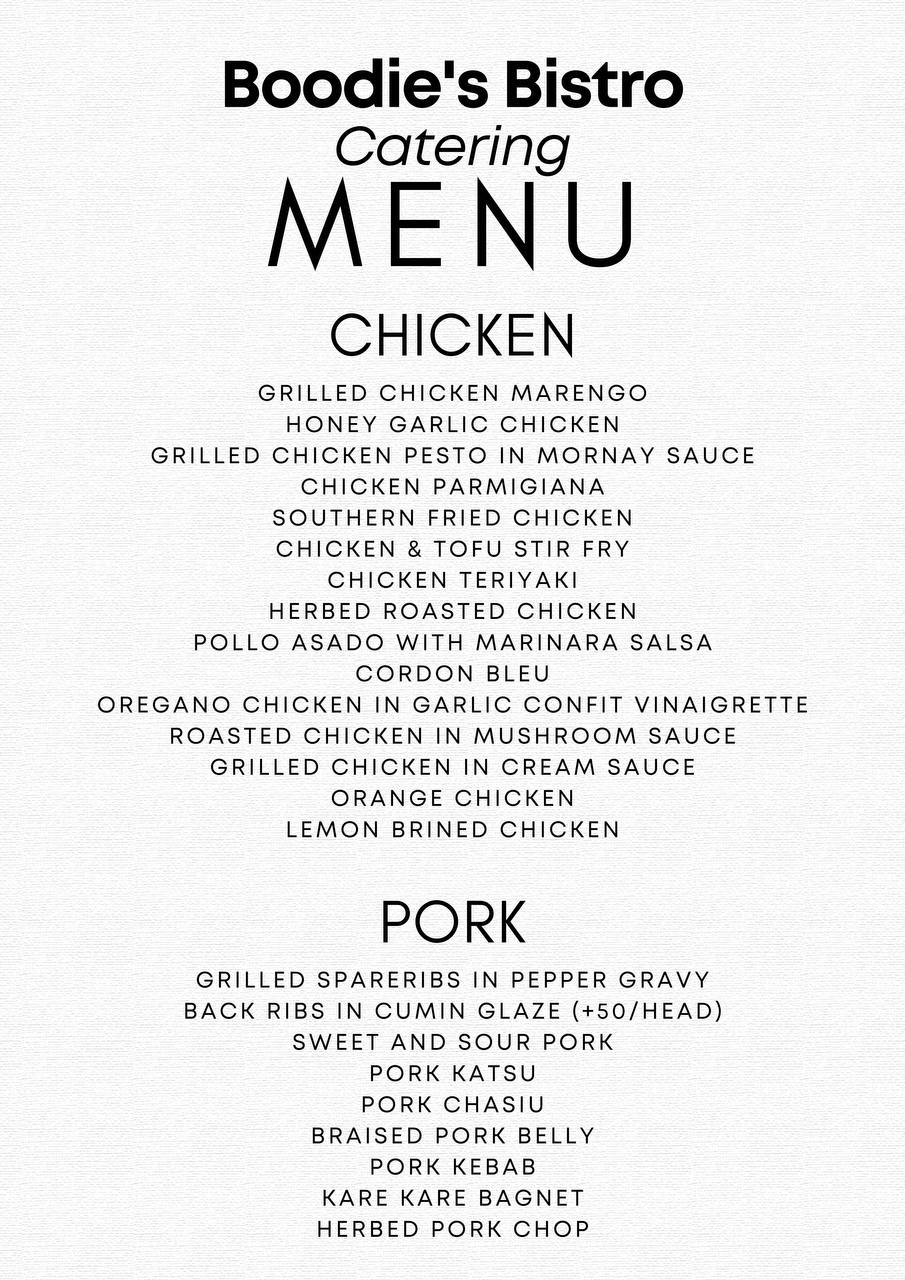 Boodie's Bistro
Catering
MENU
CHICKEN
GRILLED CHICKEN MARENGO
HONEY GARLIC CHICKEN
GRILLED CHICKEN PESTO IN MORNAY SAUCE
CHICKEN PARMIGIANA
SOUTHERN FRIED CHICKEN
CHICKEN & TOFU STIR FRY
CHICKEN TERIYAKI
HERBED ROASTED CHICKEN
POLLO ASADO WITH MARINARA SALSA
CORDON BLEU
OREGANO CHICKEN IN GARLIC CONFIT VINAIGRETTE
ROASTED CHICKEN IN MUSHROOM SAUCE
GRILLED CHICKEN IN CREAM SAUCE
ORANGE CHICKEN
LEMON BRINED CHICKEN
PORK
GRILLED SPARERIBS IN PEPPER GRAVY
BACK RIBS IN CUMIN GLAZE (+50/HEAD)
SWEET AND SOUR PORK
PORK KATSU
PORK CHASIU
BRAISED PORK BELLY
PORK KEBAB
KARE KARE BAGNET
HERBED PORK CHOP